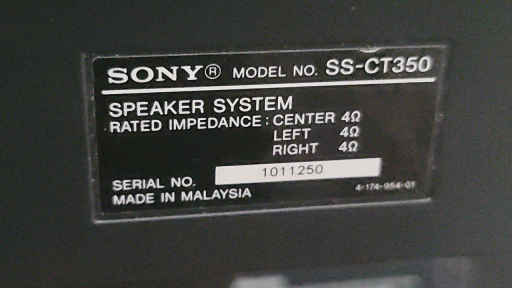 SONY® MODEL NO. SS-CT350
SPEAKER SYSTEM
RATED IMPEDANCE: CENTER 4Ω
LEFT 4Ω
RIGHT 4Ω
SERIAL NO. 1011250
MADE IN MALAYSIA 4-174-954-01